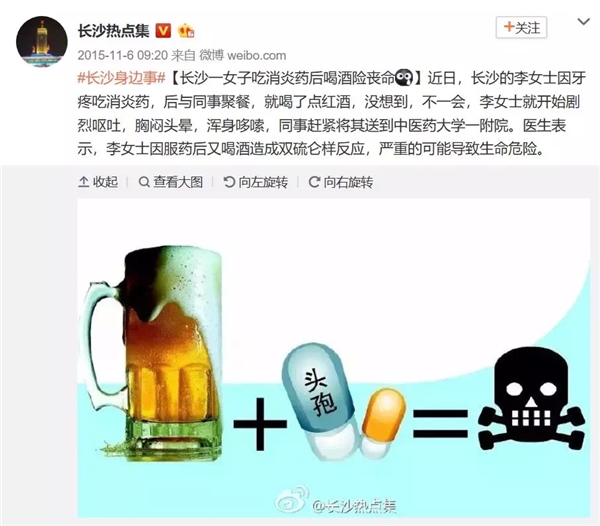 长沙热点集
+关注
2015-11-6 09:20 来自 微博 weibo.com
#长沙身边事#【长沙一女子吃消炎药后喝酒险丧命】近日，长沙的李女士因牙
疼吃消炎药，后与同事聚餐，就喝了点红酒，没想到，不一会，李女士就开始剧
烈呕吐，胸闷头晕，浑身哆嗦，同事赶紧将其送到中医药大学一附院。医生表
示，李女士因服药后又喝酒造成双硫仑样反应，严重的可能导致生命危险。
收起 查看大图 向左旋转 向右旋转
头孢
+ =
@长沙热点集